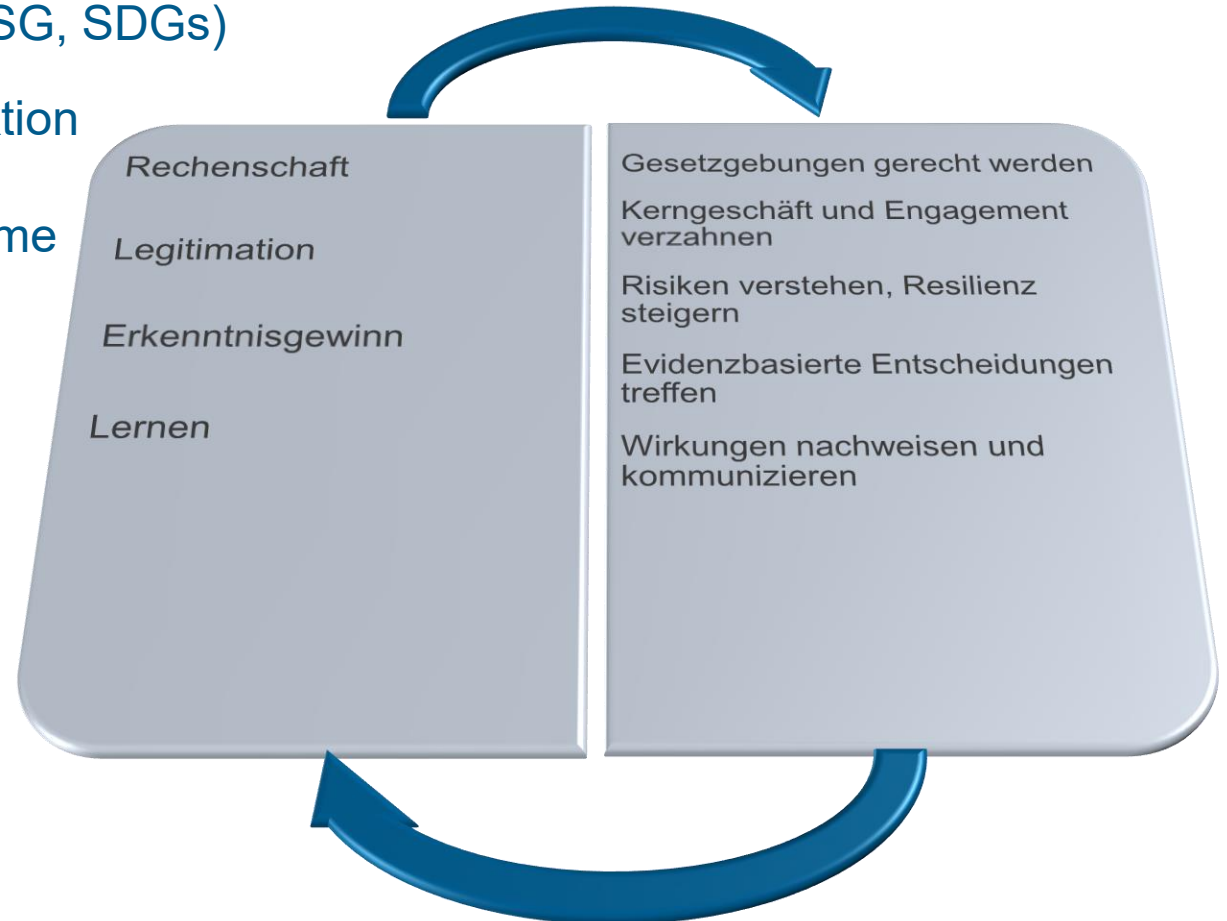 SG, SDGs)
tion
me
Rechenschaft
Legitimation
Erkenntnisgewinn
Lernen
Gesetzgebungen gerecht werden
Kerngeschäft und Engagement
verzahnen
Risiken verstehen, Resilienz
steigern
Evidenzbasierte Entscheidungen
treffen
Wirkungen nachweisen und
kommunizieren